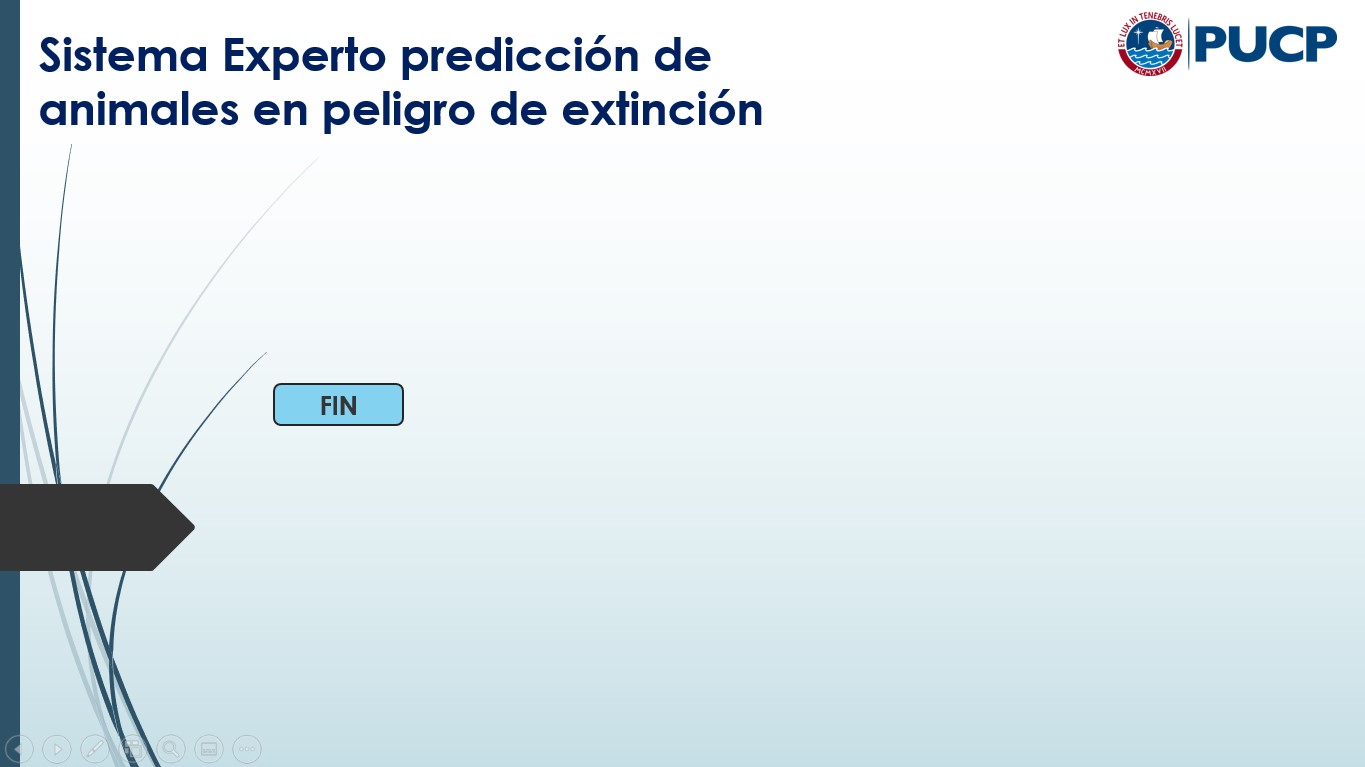 Sistema Experto predicción de
animales en peligro de extinción
ET LUX IN TENEBRIS LUCET
MCMXVII
PUCP
FIN